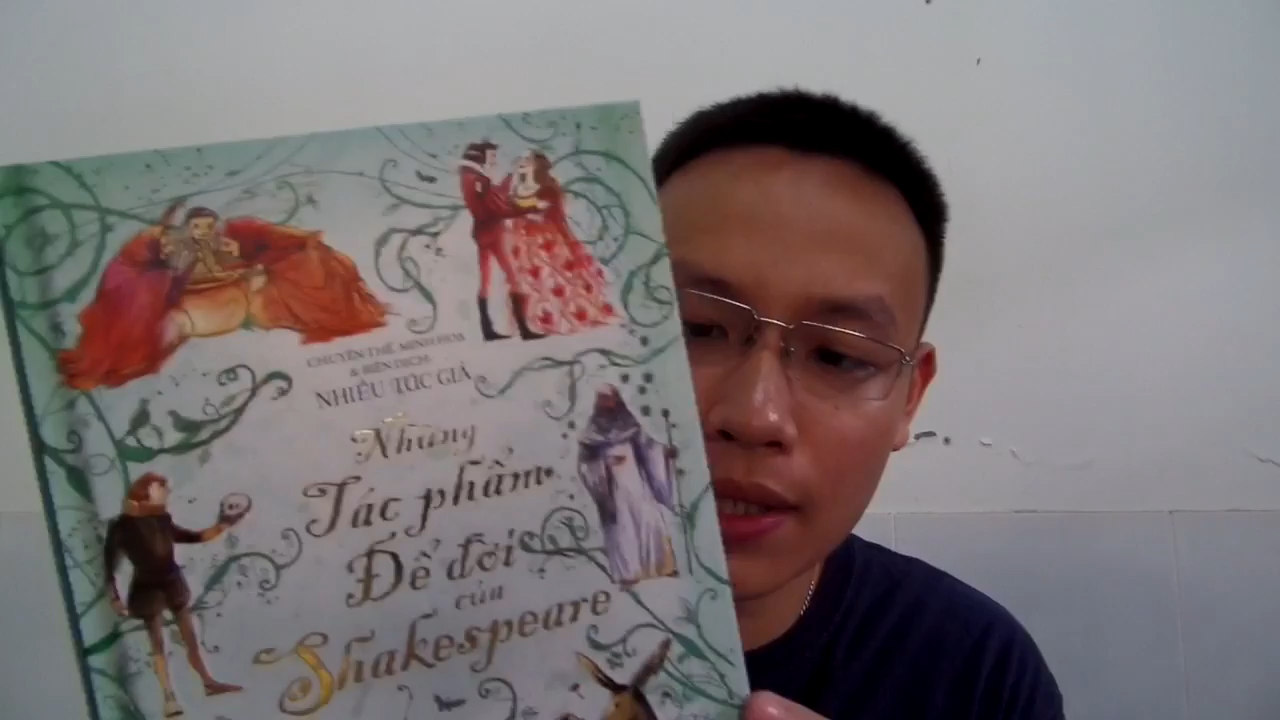 CHUYỂN THỂ, MINH HỌA
& BIÊN DỊCH:
NHIỀU TÁC GIẢ
Những
Tác phẩm
Để đời
của
Shakespeare